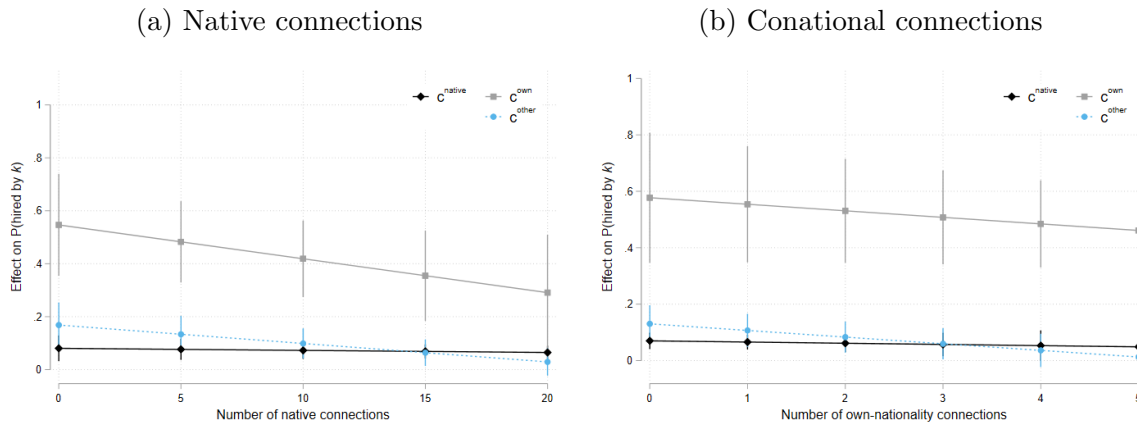 (a) Native connections
C^native
C^own
C^other
1
.8
.6
.4
.2
0
Effect on P(hired by k)
0 5 10 15 20
Number of native connections
(b) Conational connections
C^native
C^own
C^other
1
.8
.6
.4
.2
0
Effect on P(hired by k)
0 1 2 3 4 5
Number of own-nationality connections